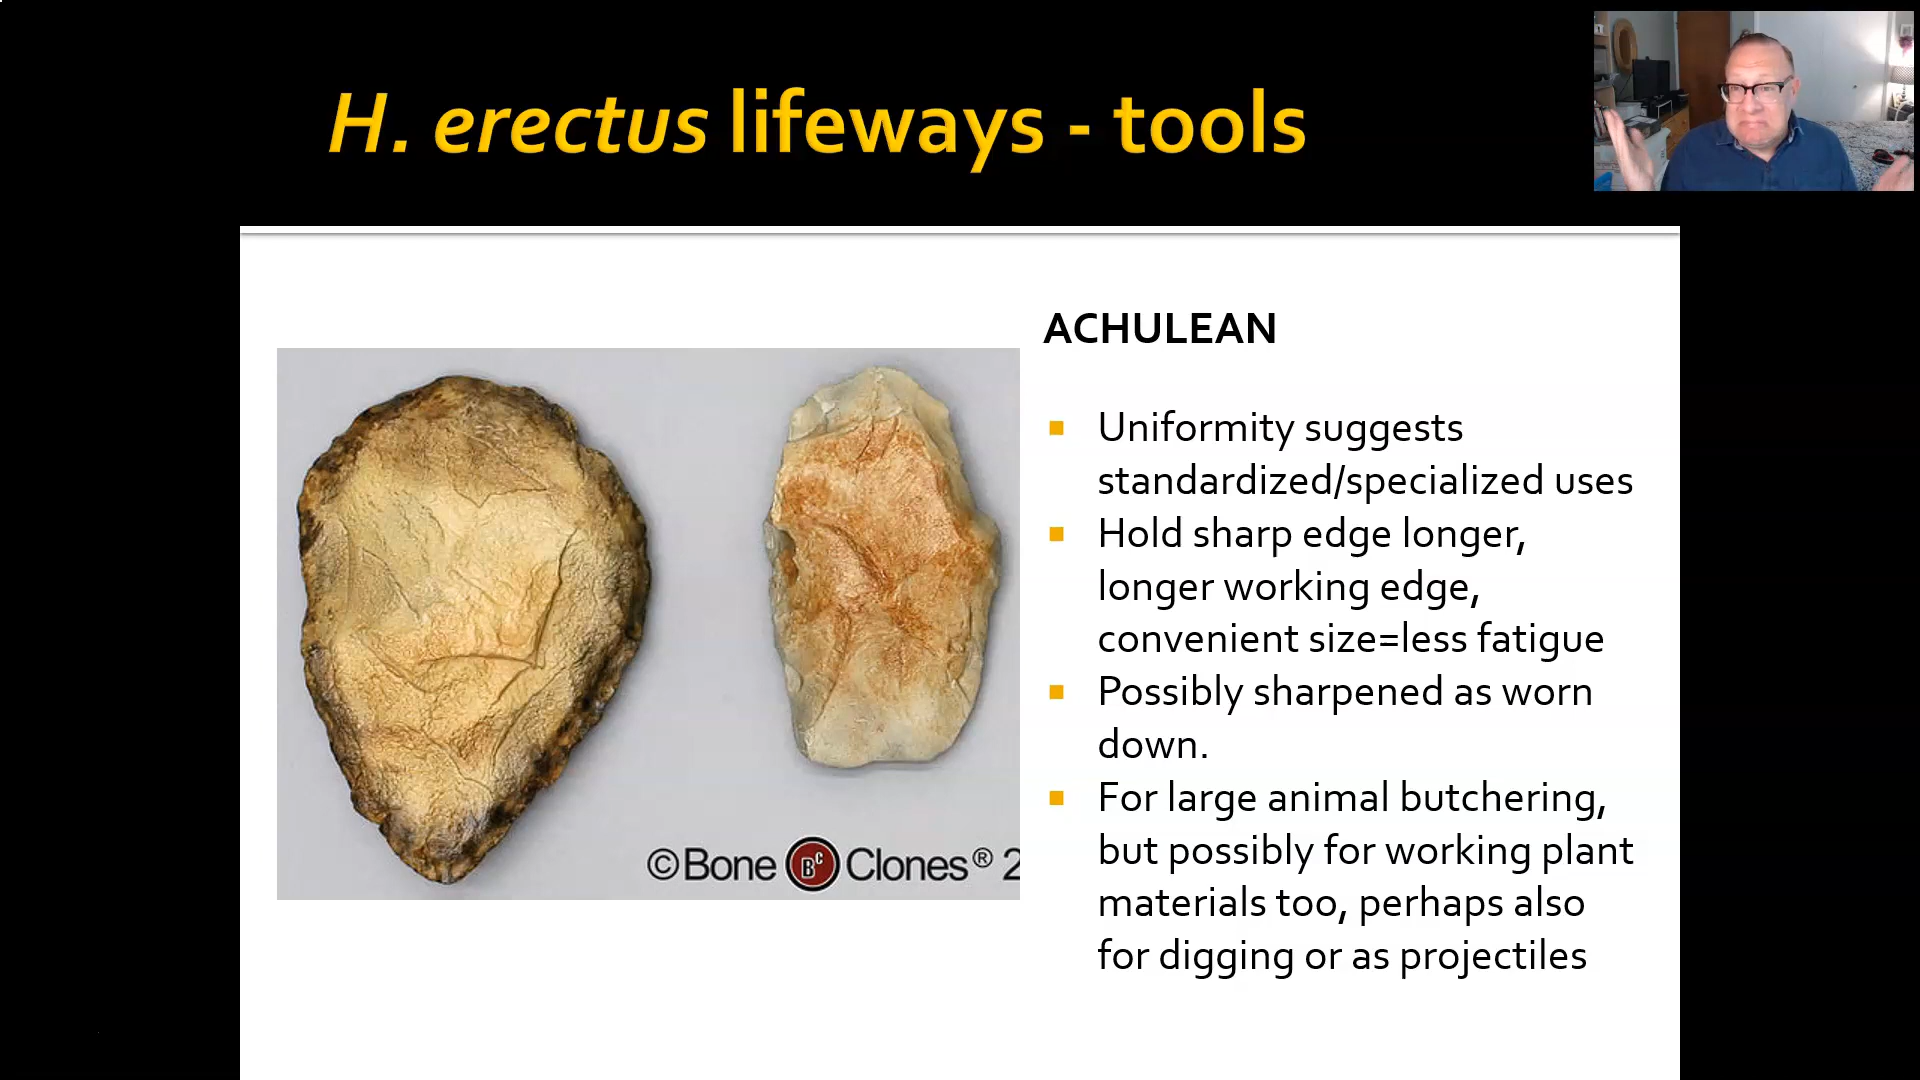 H. erectus lifeways - tools
ACHULEAN
Uniformity suggests
standardized/specialized uses
Hold sharp edge longer,
longer working edge,
convenient size=less fatigue
Possibly sharpened as worn
down.
For large animal butchering,
but possibly for working plant
materials too, perhaps also
for digging or as projectiles
©Bone BC Clones® 2